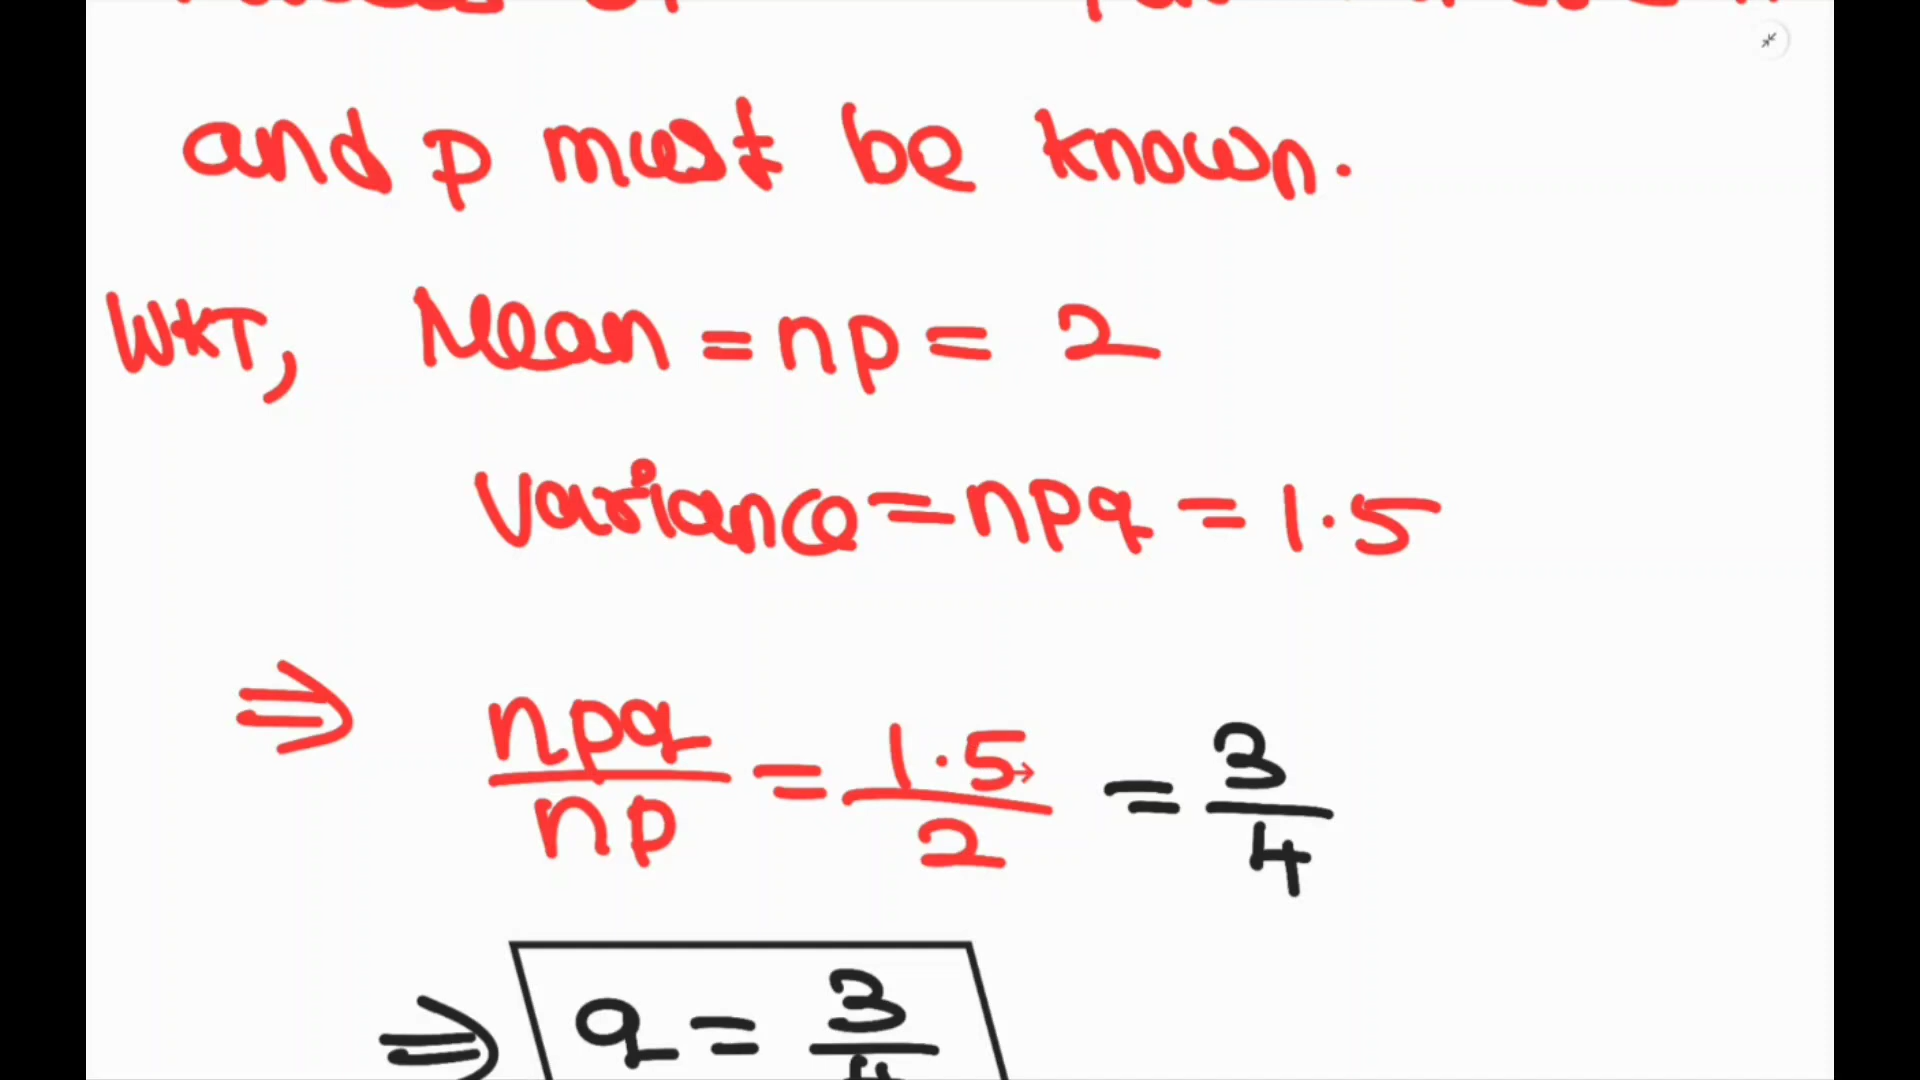 and p must be known.
WKT, Mean = np = 2
Variance = npq = 1.5
⇒ npq/np = 1.5/2 = 3/4
⇒ q = 3/4